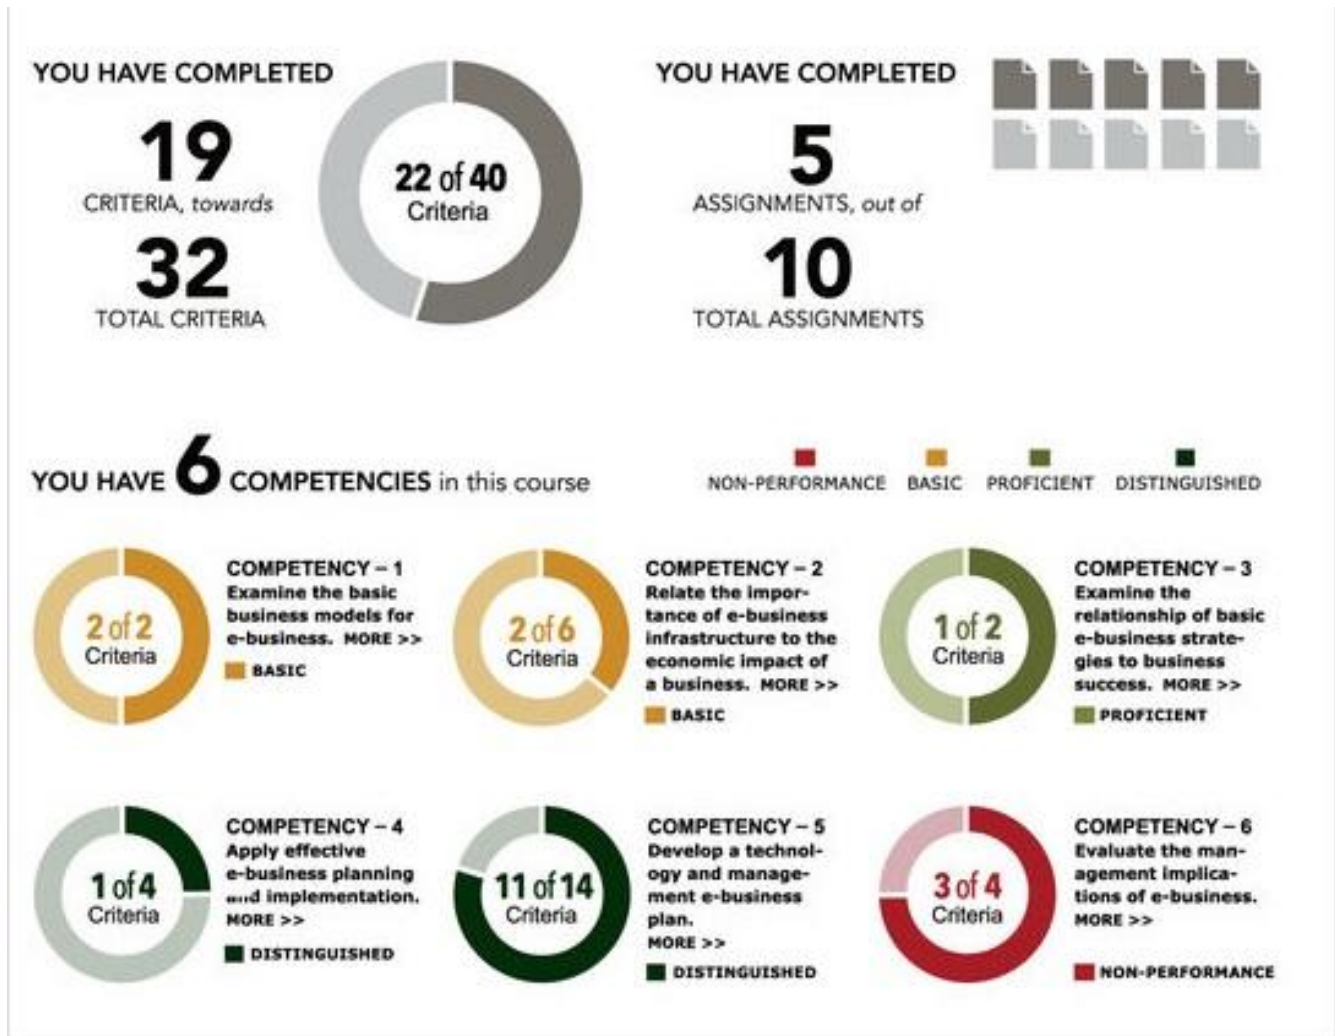 YOU HAVE COMPLETED
19
CRITERIA, towards
32
TOTAL CRITERIA
22 of 40
Criteria
YOU HAVE COMPLETED
5
ASSIGNMENTS, out of
10
TOTAL ASSIGNMENTS
YOU HAVE 6 COMPETENCIES in this course
NON-PERFORMANCE BASIC PROFICIENT DISTINGUISHED
2 of 2
Criteria
COMPETENCY – 1
Examine the basic
business models for
e-business. MORE >>
BASIC
2 of 6
Criteria
COMPETENCY – 2
Relate the impor-
tance of e-business
infrastructure to the
economic impact of
a business. MORE >>
BASIC
1 of 2
Criteria
COMPETENCY – 3
Examine the
relationship of basic
e-business strate-
gies to business
success. MORE >>
PROFICIENT
1 of 4
Criteria
COMPETENCY – 4
Apply effective
e-business planning
and implementation.
MORE >>
DISTINGUISHED
11 of 14
Criteria
COMPETENCY – 5
Develop a technol-
ogy and manage-
ment e-business
plan.
MORE >>
DISTINGUISHED
3 of 4
Criteria
COMPETENCY – 6
Evaluate the man-
agement implica-
tions of e-business.
MORE >>
NON-PERFORMANCE